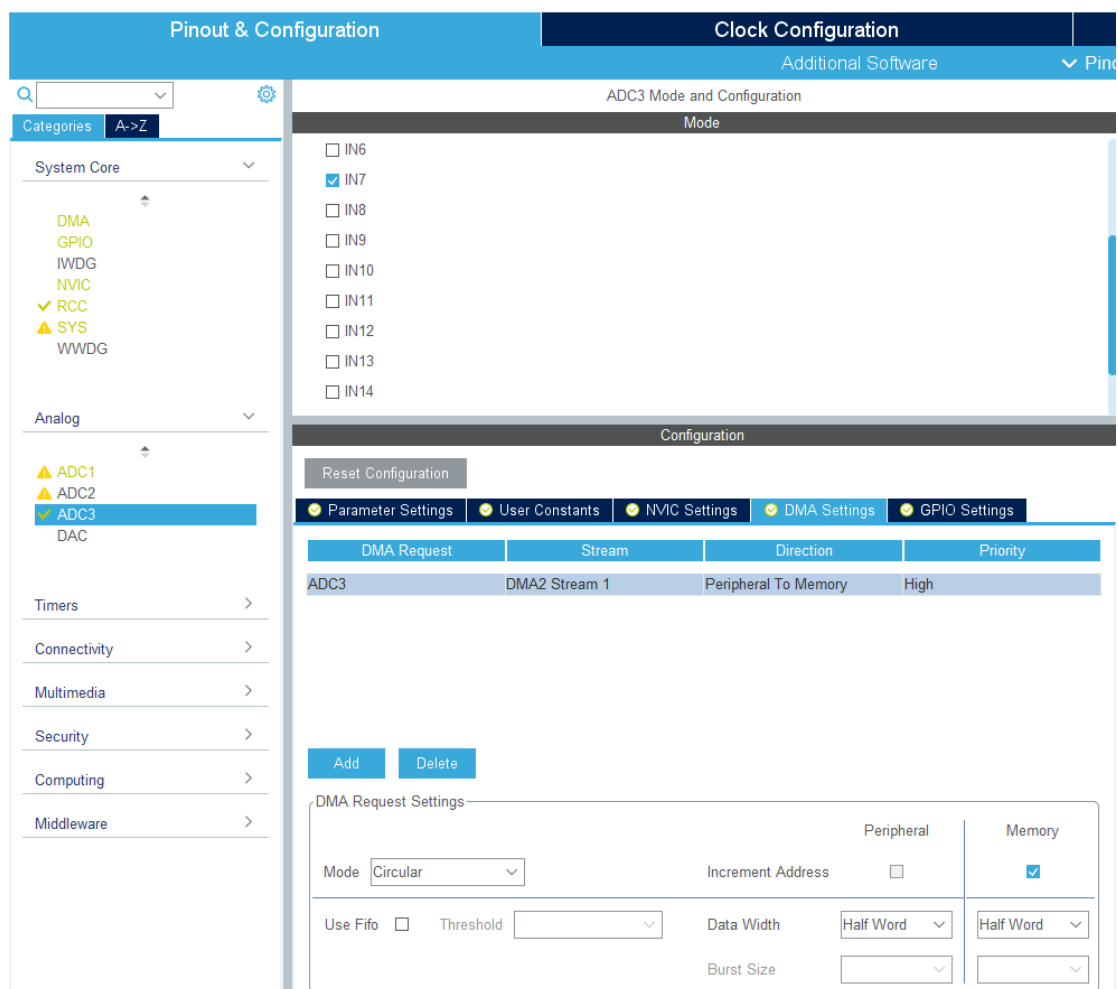 Pinout & Configuration
Clock Configuration
Additional Software
Categories
A->Z
System Core
DMA
GPIO
IWDG
NVIC
RCC
SYS
WWDG
Analog
ADC1
ADC2
ADC3
DAC
Timers
Connectivity
Multimedia
Security
Computing
Middleware
ADC3 Mode and Configuration
Mode
IN6
IN7
IN8
IN9
IN10
IN11
IN12
IN13
IN14
Configuration
Reset Configuration
Parameter Settings
User Constants
NVIC Settings
DMA Settings
GPIO Settings
DMA Request Stream Direction Priority
ADC3 DMA2 Stream 1 Peripheral To Memory High
Add Delete
DMA Request Settings
Peripheral Memory
Mode Circular Increment Address
Use Fifo Threshold Data Width Half Word Half Word
Burst Size